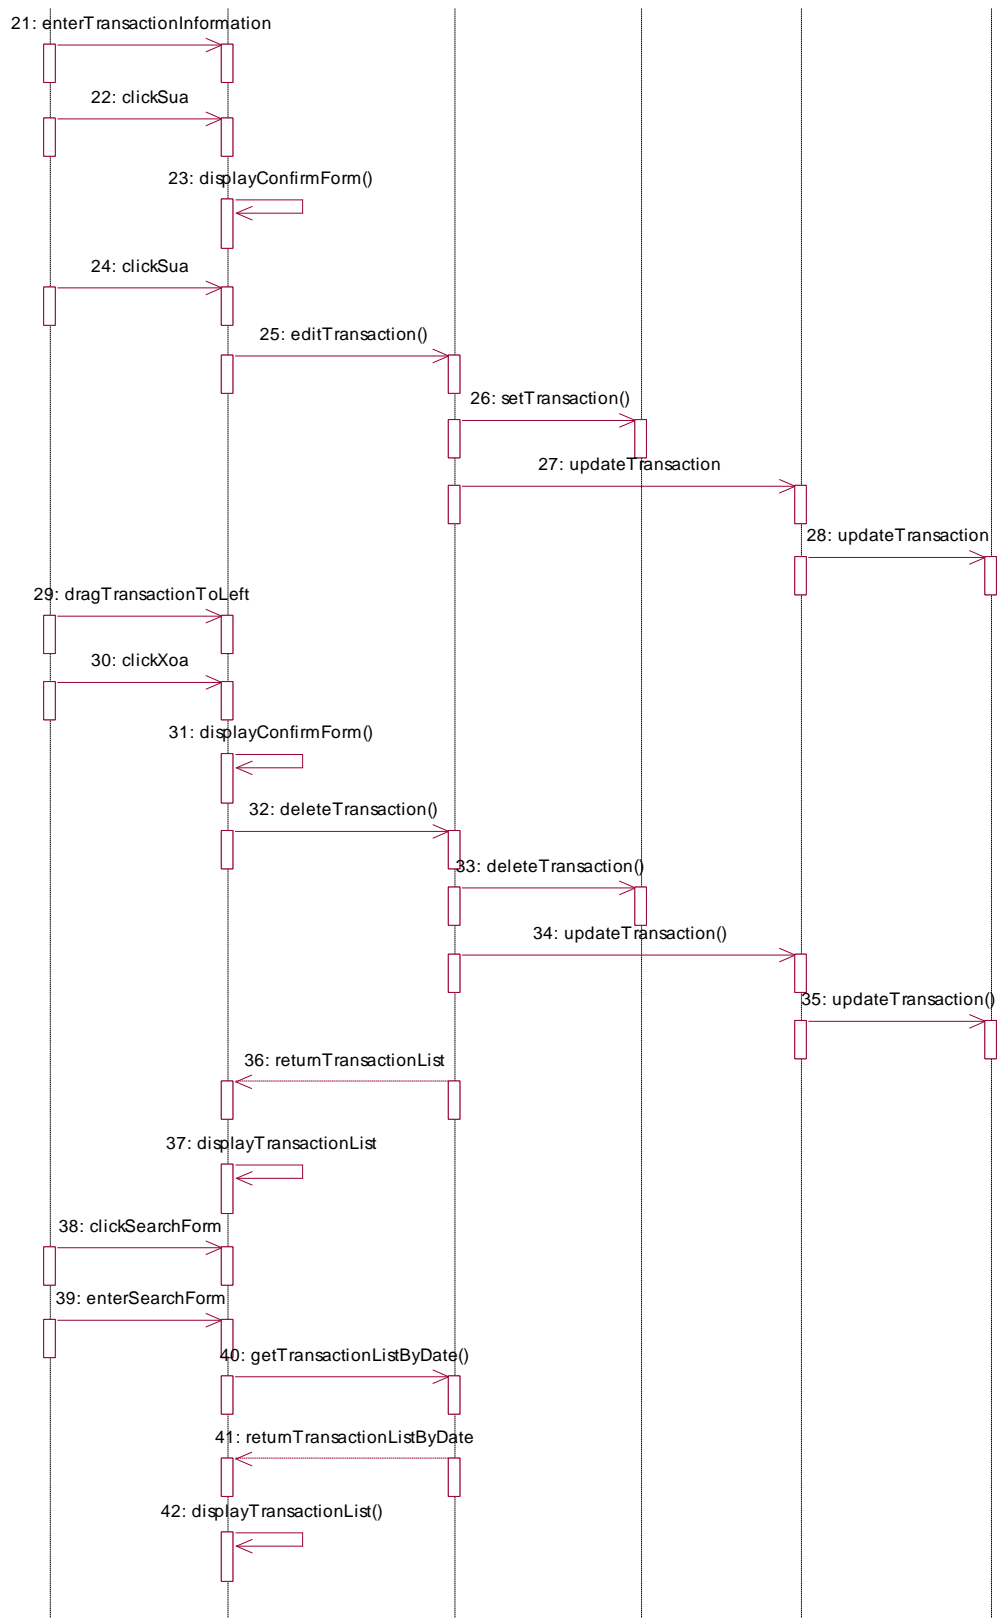 21: enterTransactionInformation
22: clickSua
23: displayConfirmForm()
24: clickSua
25: editTransaction()
26: setTransaction()
27: updateTransaction
28: updateTransaction
29: dragTransactionToLeft
30: clickXoa
31: displayConfirmForm()
32: deleteTransaction()
33: deleteTransaction()
34: updateTransaction()
35: updateTransaction()
36: returnTransactionList
37: displayTransactionList
38: clickSearchForm
39: enterSearchForm
40: getTransactionListByDate()
41: returnTransactionListByDate
42: displayTransactionList()